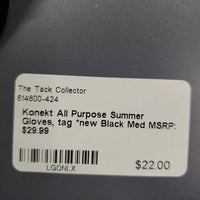 The Tack Collector
614600-424
Konekt All Purpose Summer
Gloves, tag *new Black Med MSRP:
$29.99
LGDNLX
$22.00